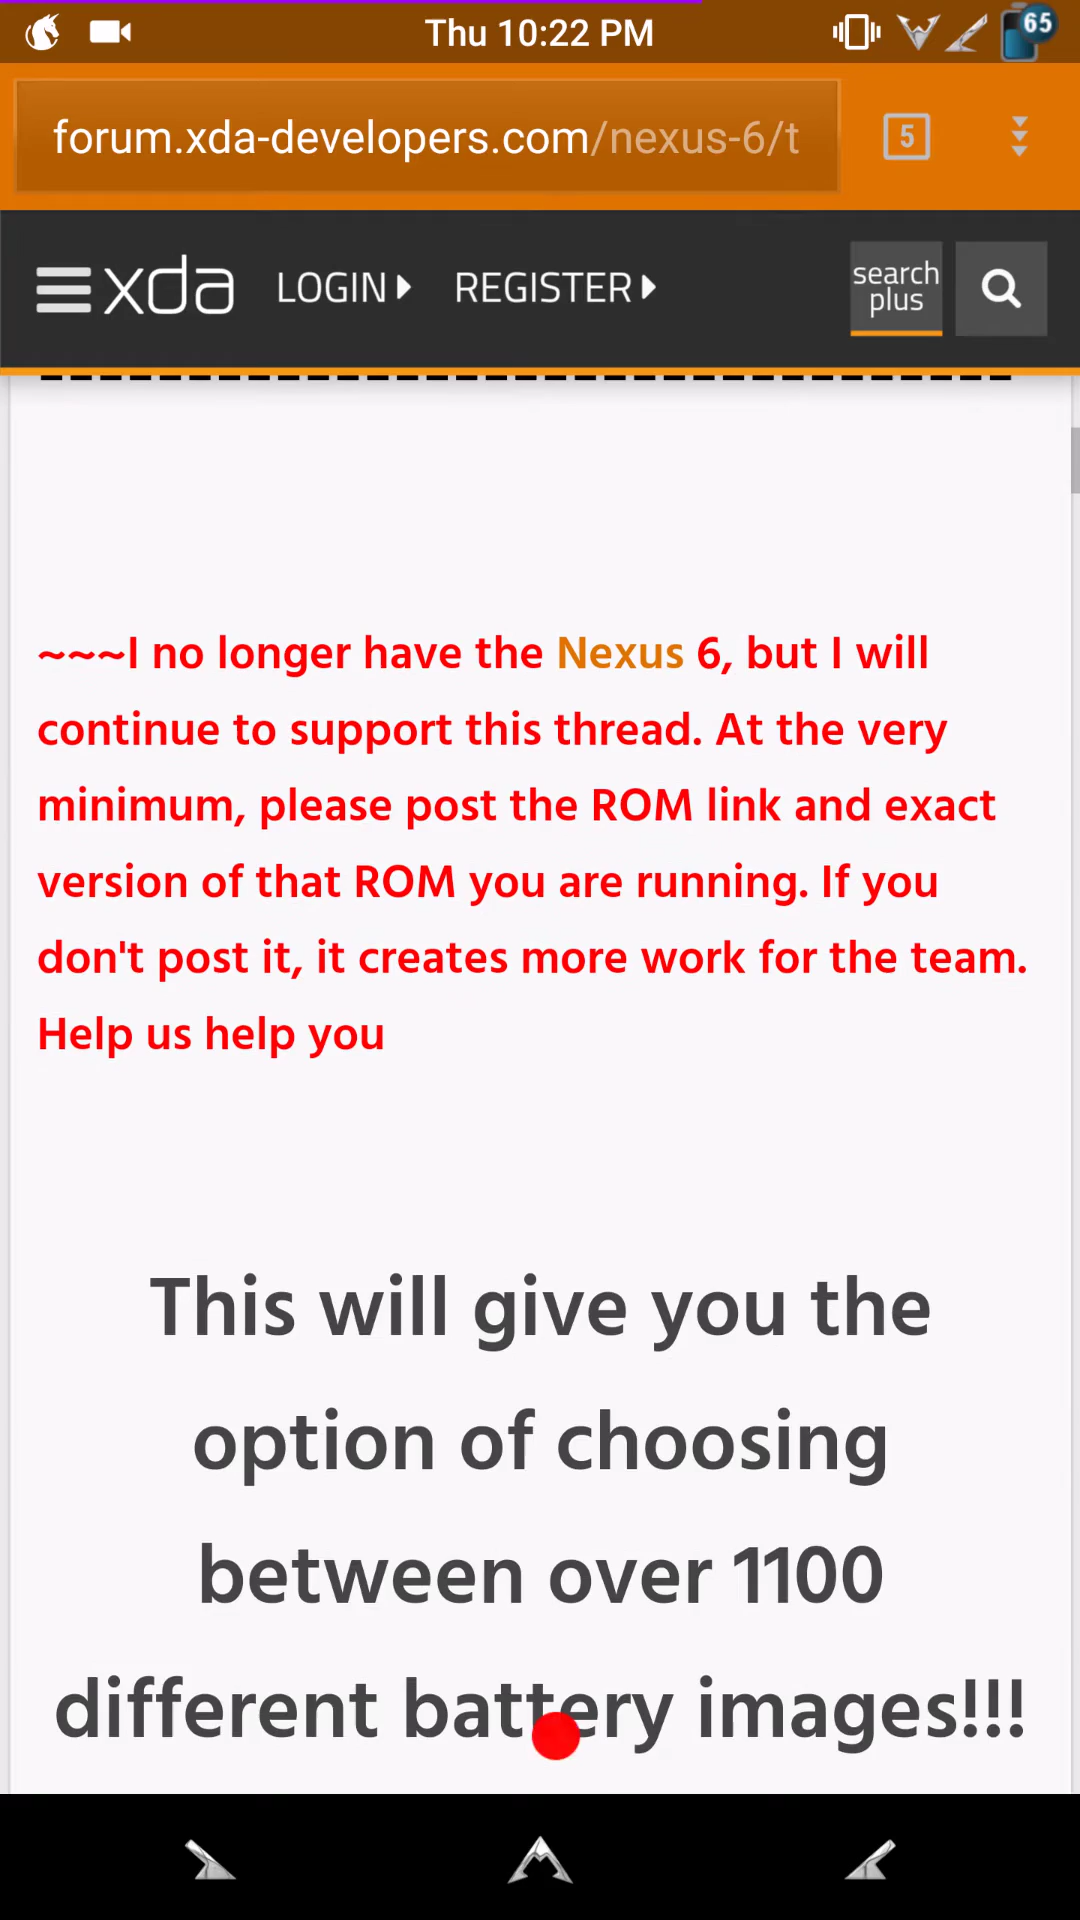 Thu 10:22 PM
65
forum.xda-developers.com/nexus-6/t
5
xda LOGIN REGISTER
search
plus
~~~I no longer have the Nexus 6, but I will
continue to support this thread. At the very
minimum, please post the ROM link and exact
version of that ROM you are running. If you
don't post it, it creates more work for the team.
Help us help you
This will give you the
option of choosing
between over 1100
different battery images!!!